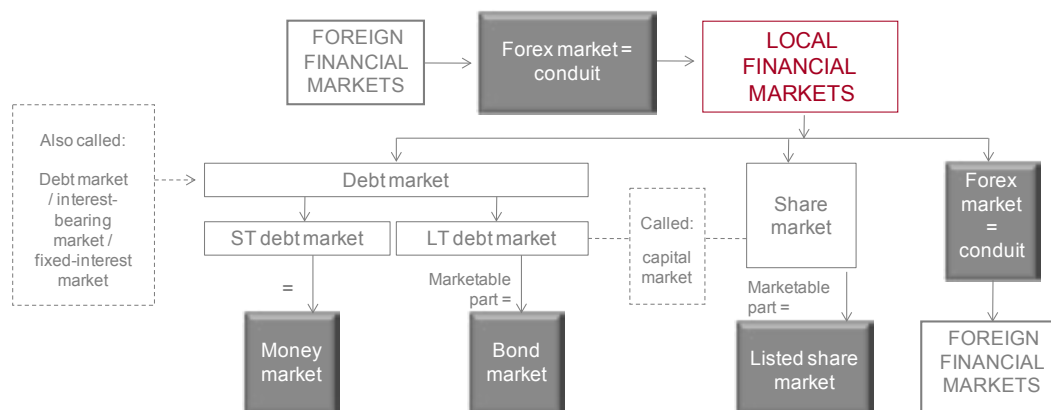 FOREIGN
FINANCIAL
MARKETS
Forex market =
conduit
LOCAL
FINANCIAL
MARKETS
Also called:
Debt market
/ interest-
bearing
market /
fixed-interest
market
Debt market
Share
market
Forex
market
=
conduit
ST debt market
LT debt market
Called:
capital
market
=
Marketable
part =
Marketable
part =
Money
market
Bond
market
Listed share
market
FOREIGN
FINANCIAL
MARKETS